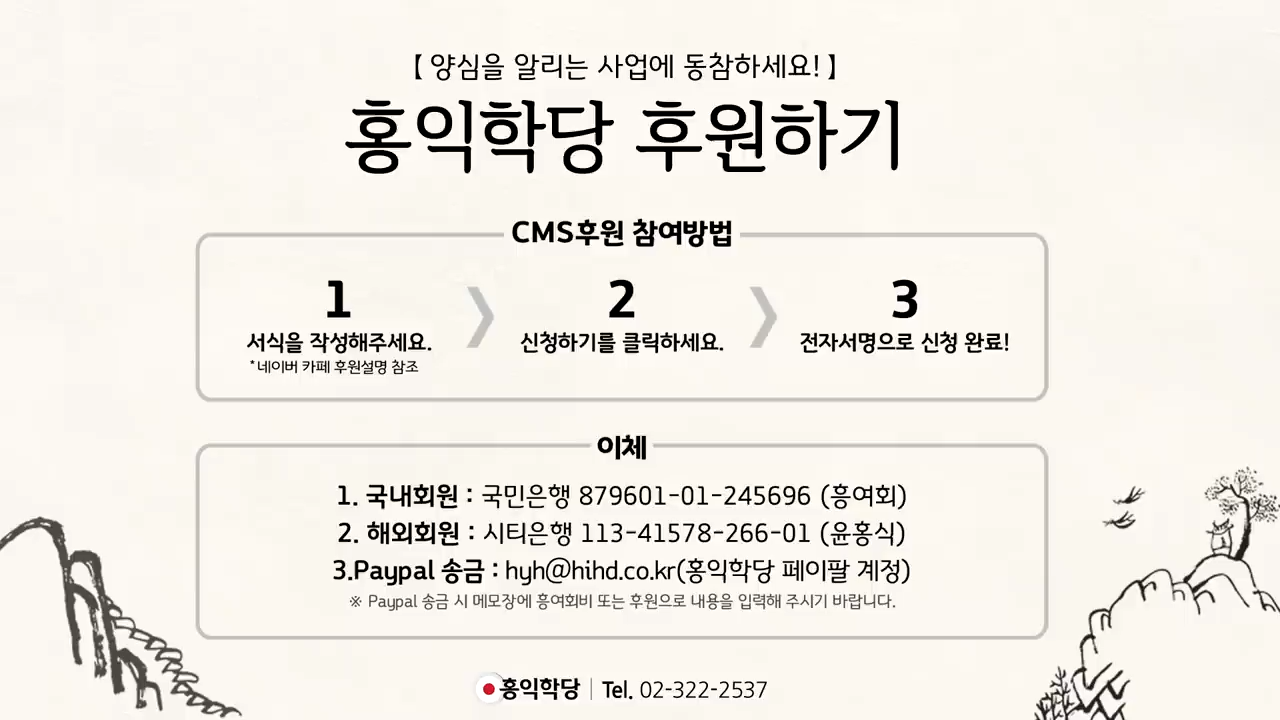 【 양심을 알리는 사업에 동참하세요! 】
홍익학당 후원하기
CMS후원 참여방법
1
서식을 작성해주세요.
*네이버 카페 후원설명 참조
2
신청하기를 클릭하세요.
3
전자서명으로 신청 완료!
이체
1. 국내회원 : 국민은행 879601-01-245696 (흥여회)
2. 해외회원 : 시티은행 113-41578-266-01 (윤홍식)
3.Paypal 송금 : hyh@hihd.co.kr(홍익학당 페이팔 계정)
※ Paypal 송금 시 메모장에 흥여회비 또는 후원으로 내용을 입력해 주시기 바랍니다.
홍익학당 | Tel. 02-322-2537